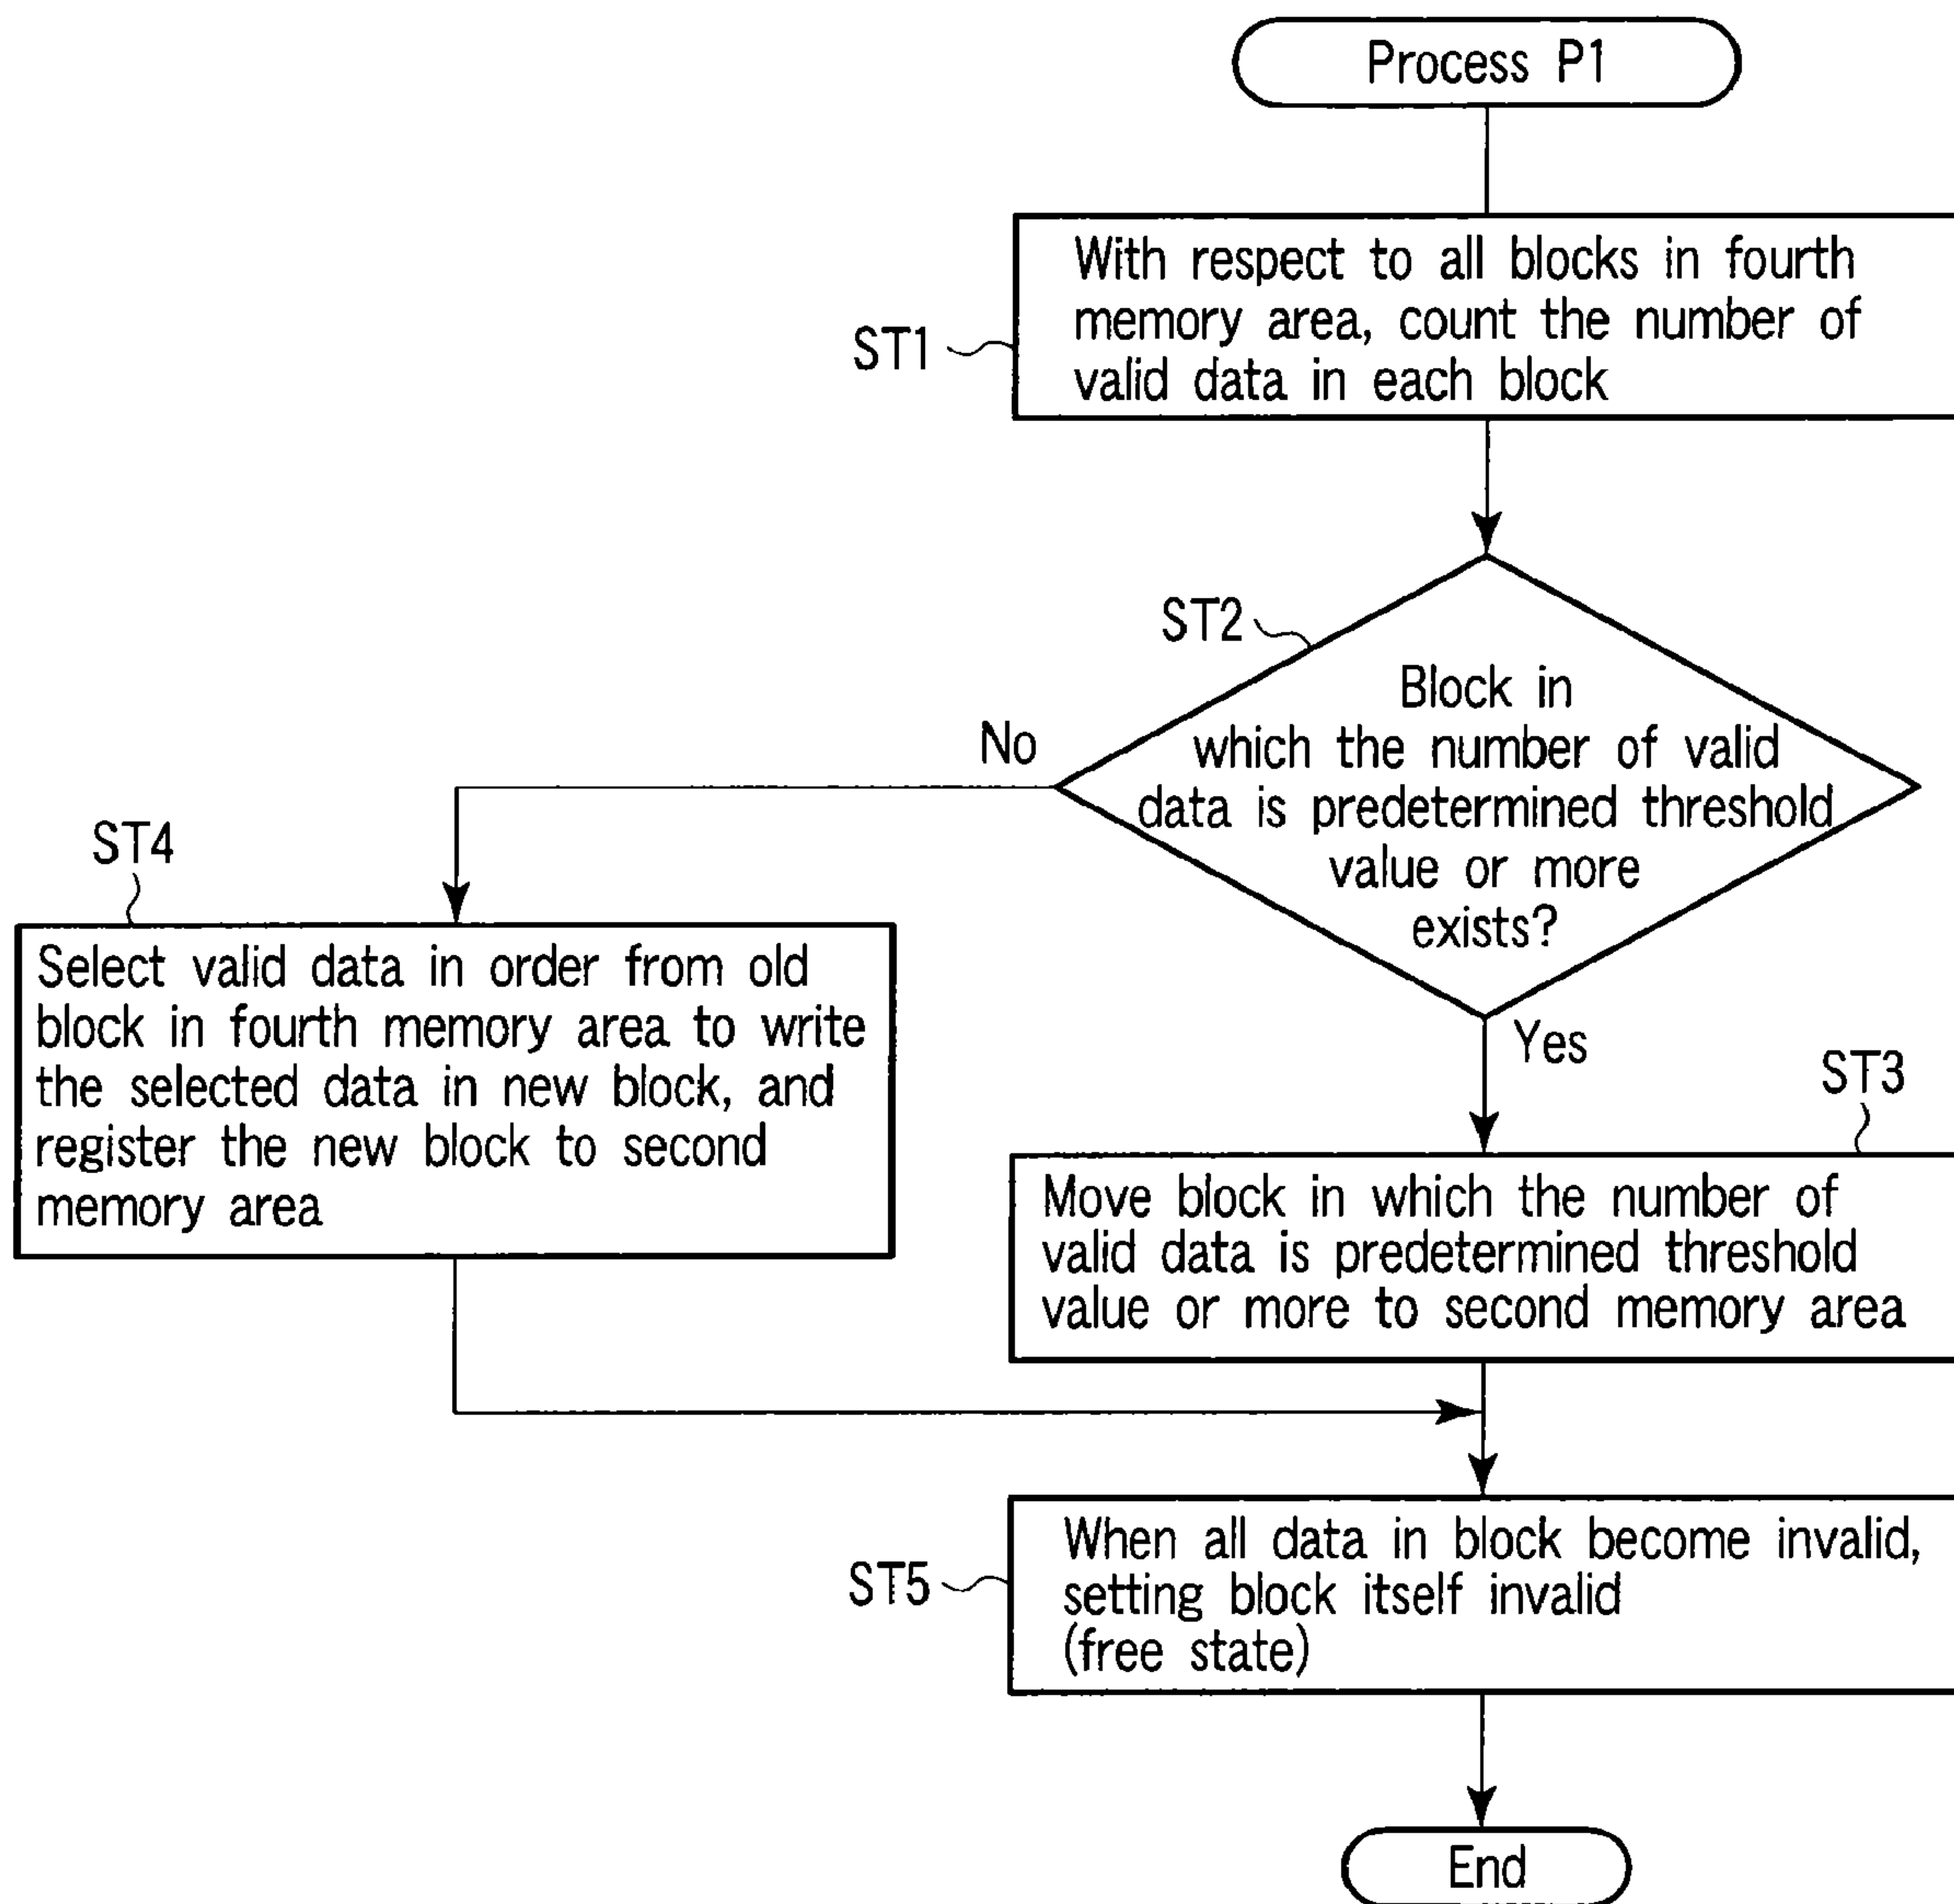 Process P1
With respect to all blocks in fourth
memory area, count the number of
valid data in each block
ST1
ST2
Block in
which the number of valid
data is predetermined threshold
value or more
exists?
No
Yes
ST4
Select valid data in order from old
block in fourth memory area to write
the selected data in new block, and
register the new block to second
memory area
ST3
Move block in which the number of
valid data is predetermined threshold
value or more to second memory area
ST5
When all data in block become invalid,
setting block itself invalid
(free state)
End